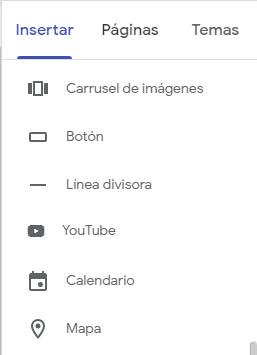 Insertar Páginas Temas
Carrusel de imágenes
Botón
Línea divisora
YouTube
Calendario
Mapa